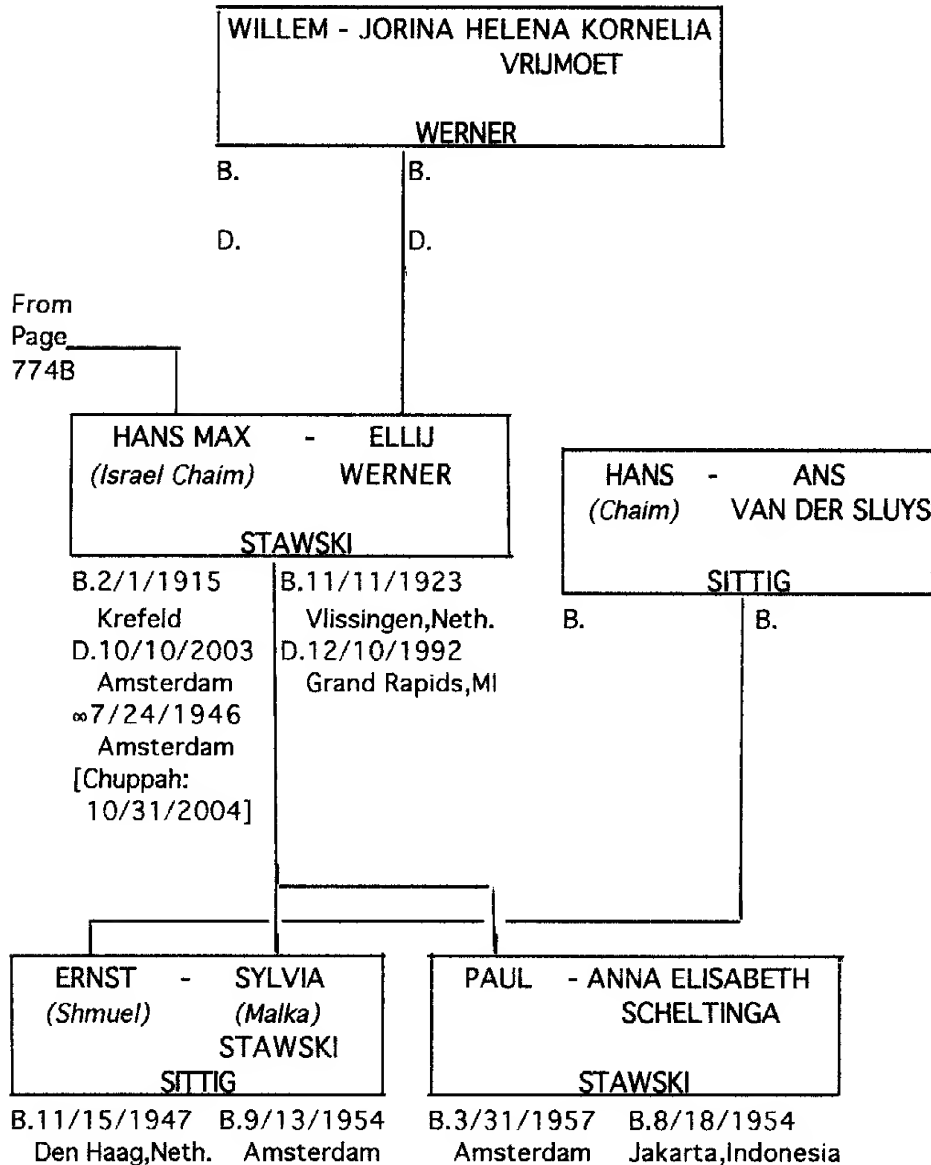 WILLEM - JORINA HELENA KORNELIA
VRIJMOET
WERNER
B. B.
D. D.
From
Page
774B
HANS MAX - ELLIJ
(Israel Chaim) WERNER
STAWSKI
B.2/1/1915 B.11/11/1923
Krefeld Vlissingen,Neth.
D.10/10/2003 D.12/10/1992
Amsterdam Grand Rapids,MI
∞7/24/1946
Amsterdam
[Chuppah:
10/31/2004]
HANS - ANS
(Chaim) VAN DER SLUYS
SITTIG
B. B.
ERNST - SYLVIA
(Shmuel) (Malka)
STAWSKI
SITTIG
B.11/15/1947 B.9/13/1954
Den Haag,Neth. Amsterdam
PAUL - ANNA ELISABETH
SCHELTINGA
STAWSKI
B.3/31/1957 B.8/18/1954
Amsterdam Jakarta,Indonesia